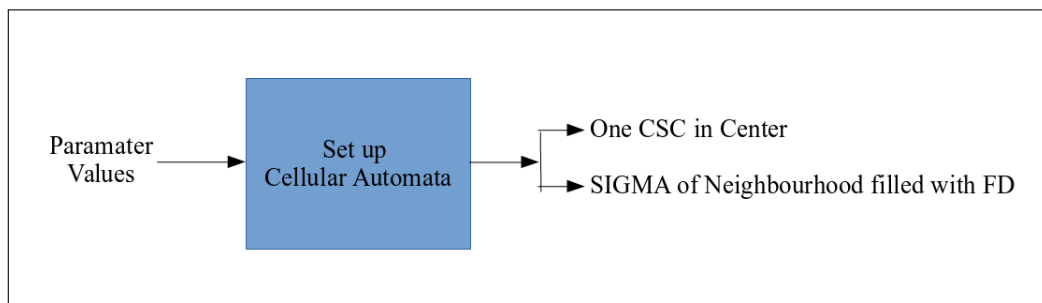 Paramater
Values
Set up
Cellular Automata
One CSC in Center
SIGMA of Neighbourhood filled with FD